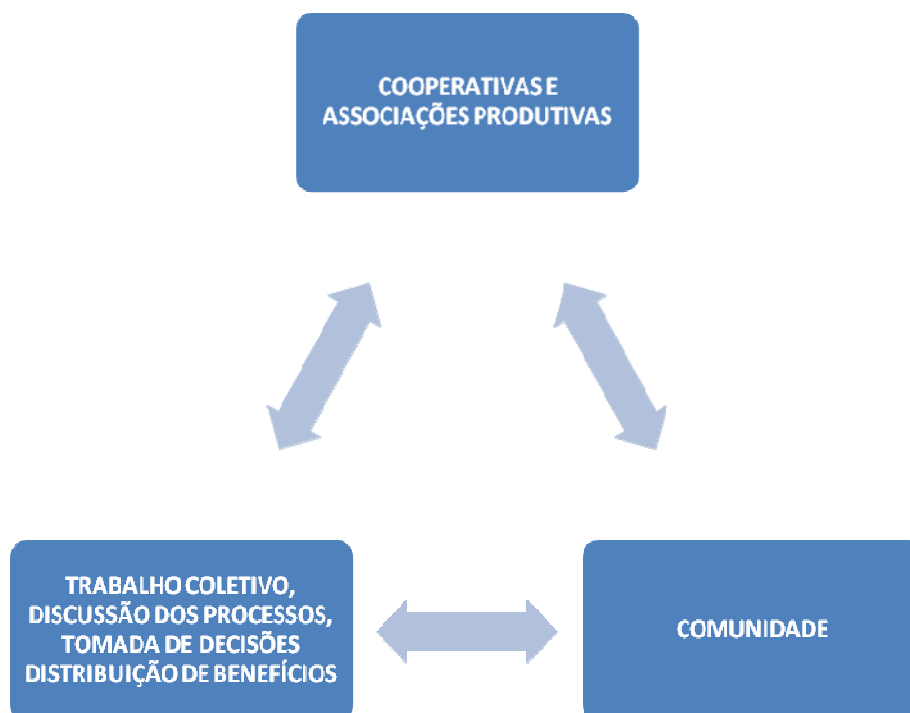 COOPERATIVAS E
ASSOCIAÇÕES PRODUTIVAS
TRABALHO COLETIVO,
DISCUSSÃO DOS PROCESSOS,
TOMADA DE DECISÕES
DISTRIBUIÇÃO DE BENEFÍCIOS
COMUNIDADE